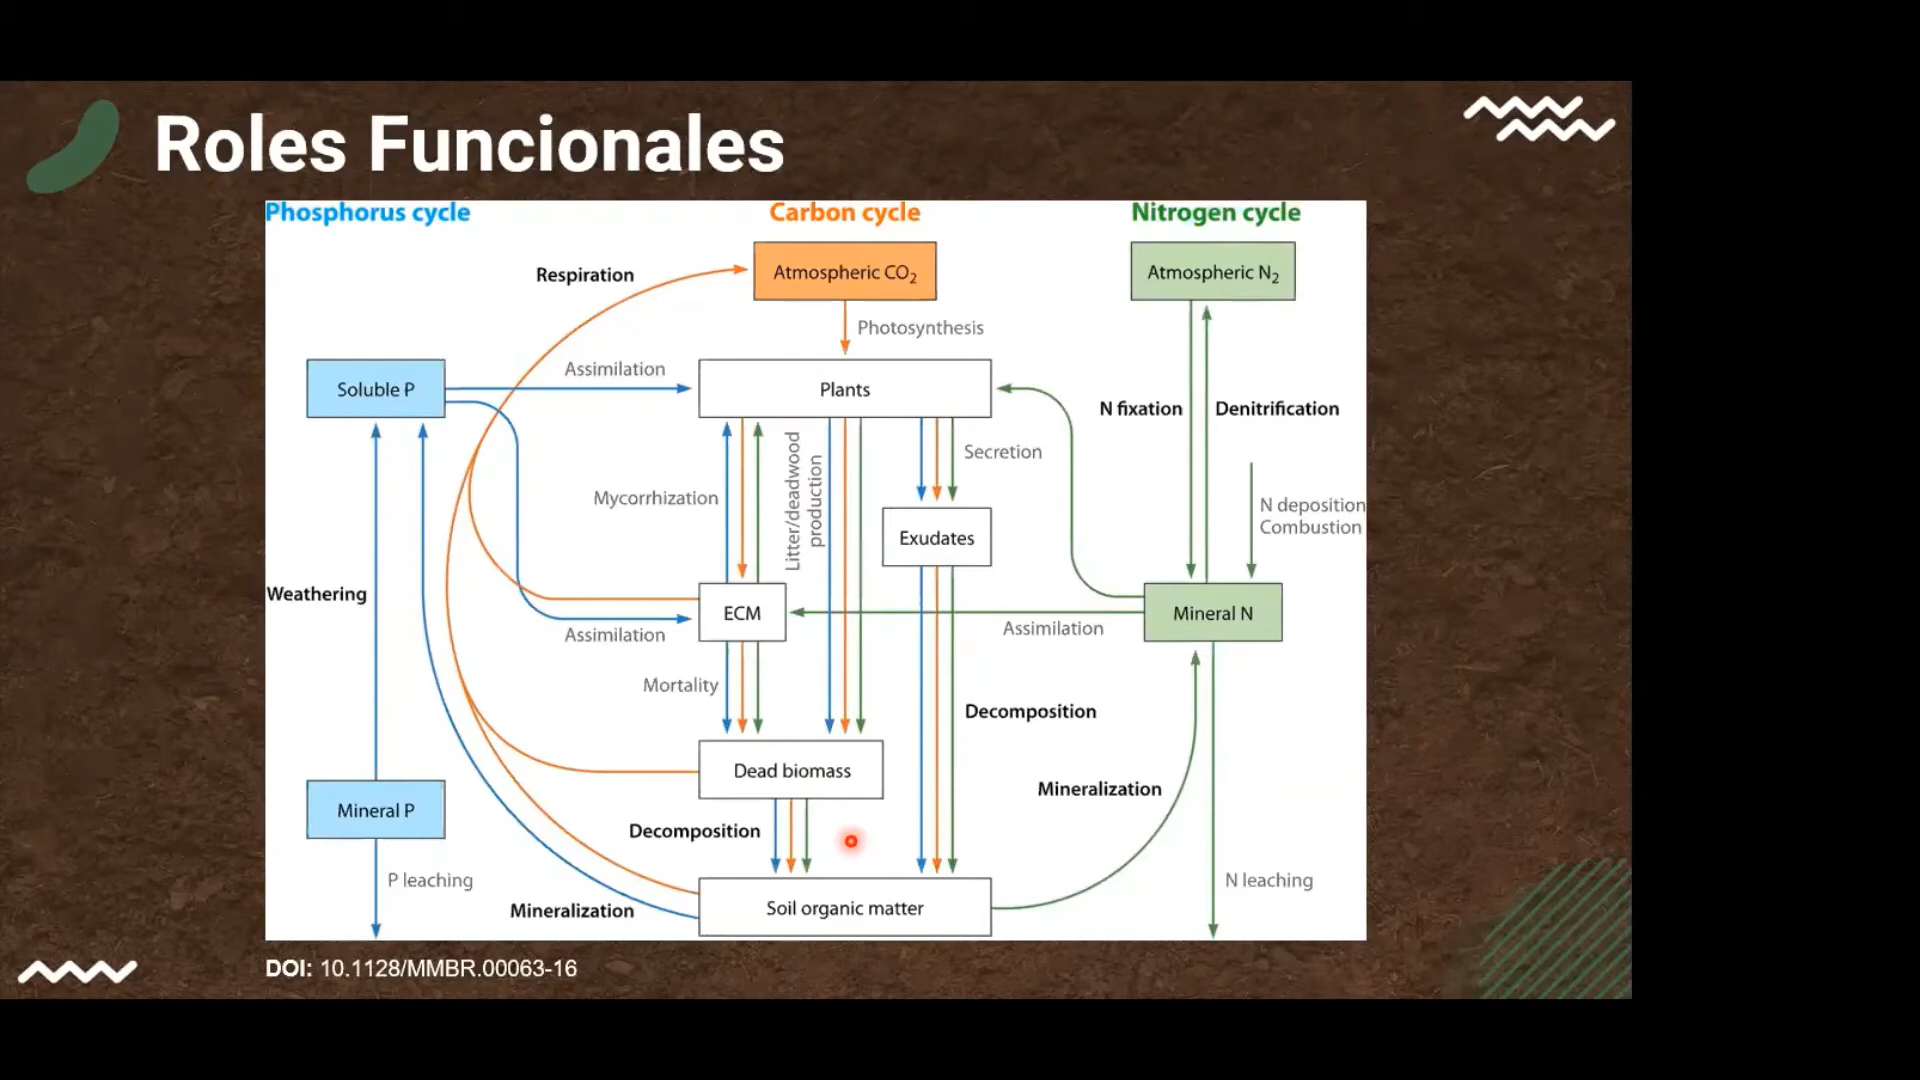 Roles Funcionales
Phosphorus cycle
Carbon cycle
Nitrogen cycle
Respiration
Atmospheric CO₂
Atmospheric N₂
Photosynthesis
Assimilation
Soluble P
Plants
N fixation
Denitrification
Litter/deadwood
production
Secretion
Mycorrhization
N deposition
Combustion
Exudates
Weathering
ECM
Mineral N
Assimilation
Assimilation
Mortality
Decomposition
Dead biomass
Mineralization
Mineral P
Decomposition
P leaching
N leaching
Mineralization
Soil organic matter
DOI: 10.1128/MMBR.00063-16